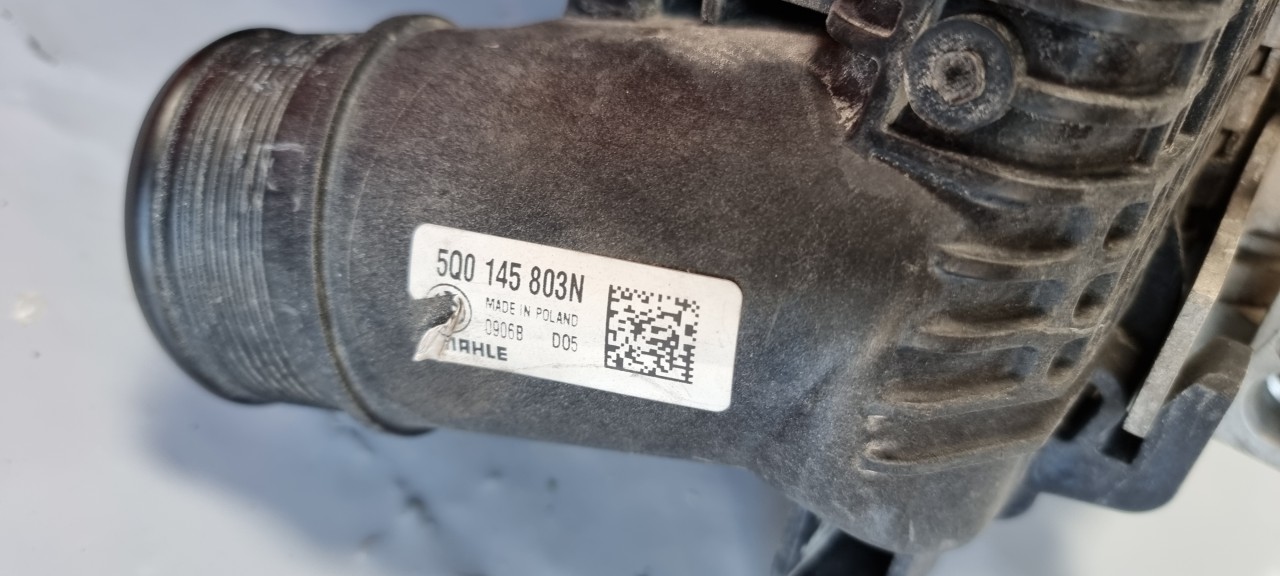 5Q0 145 803N
MADE IN POLAND
0906B D05
MAHLE